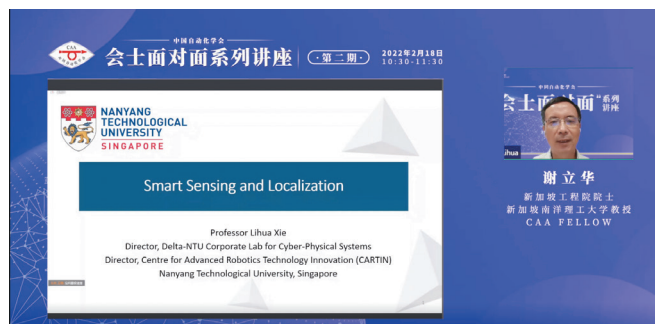 中国自动化学会
CAA
会士面对面系列讲座
·第二期·
2022年2月18日
10:30-11:30
NANYANG
TECHNOLOGICAL
UNIVERSITY
SINGAPORE
Smart Sensing and Localization
Professor Lihua Xie
Director, Delta-NTU Corporate Lab for Cyber-Physical Systems
Director, Centre for Advanced Robotics Technology Innovation (CARTIN)
Nanyang Technological University, Singapore
中国自动化学会
会士面对面"系列
讲座
ihua
谢立华
新加坡工程院院士
新加坡南洋理工大学教授
CAA FELLOW